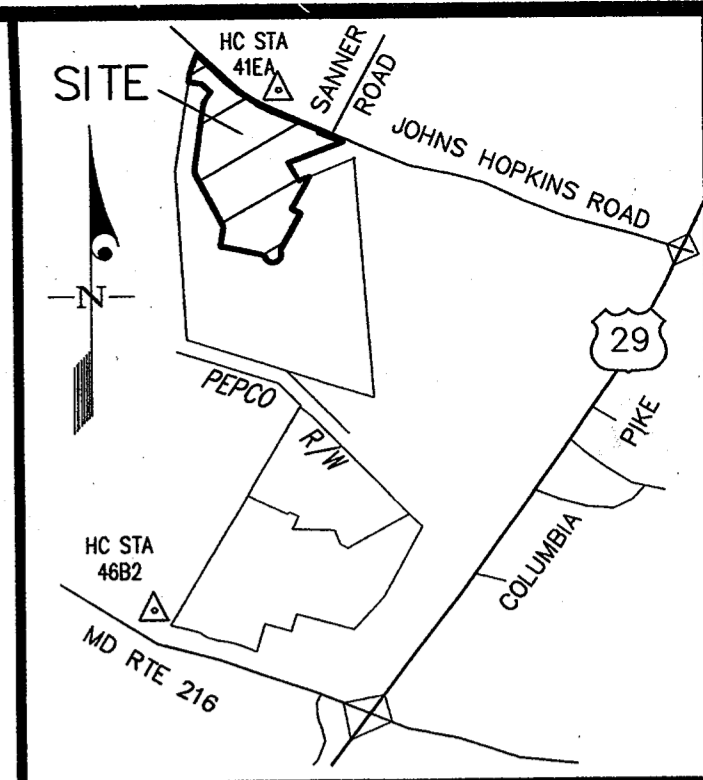 HC STA
41EA
SITE
SANNER
ROAD
JOHNS HOPKINS ROAD
N
29
PEPCO
R/W
PIKE
COLUMBIA
HC STA
46B2
MD RTE 216